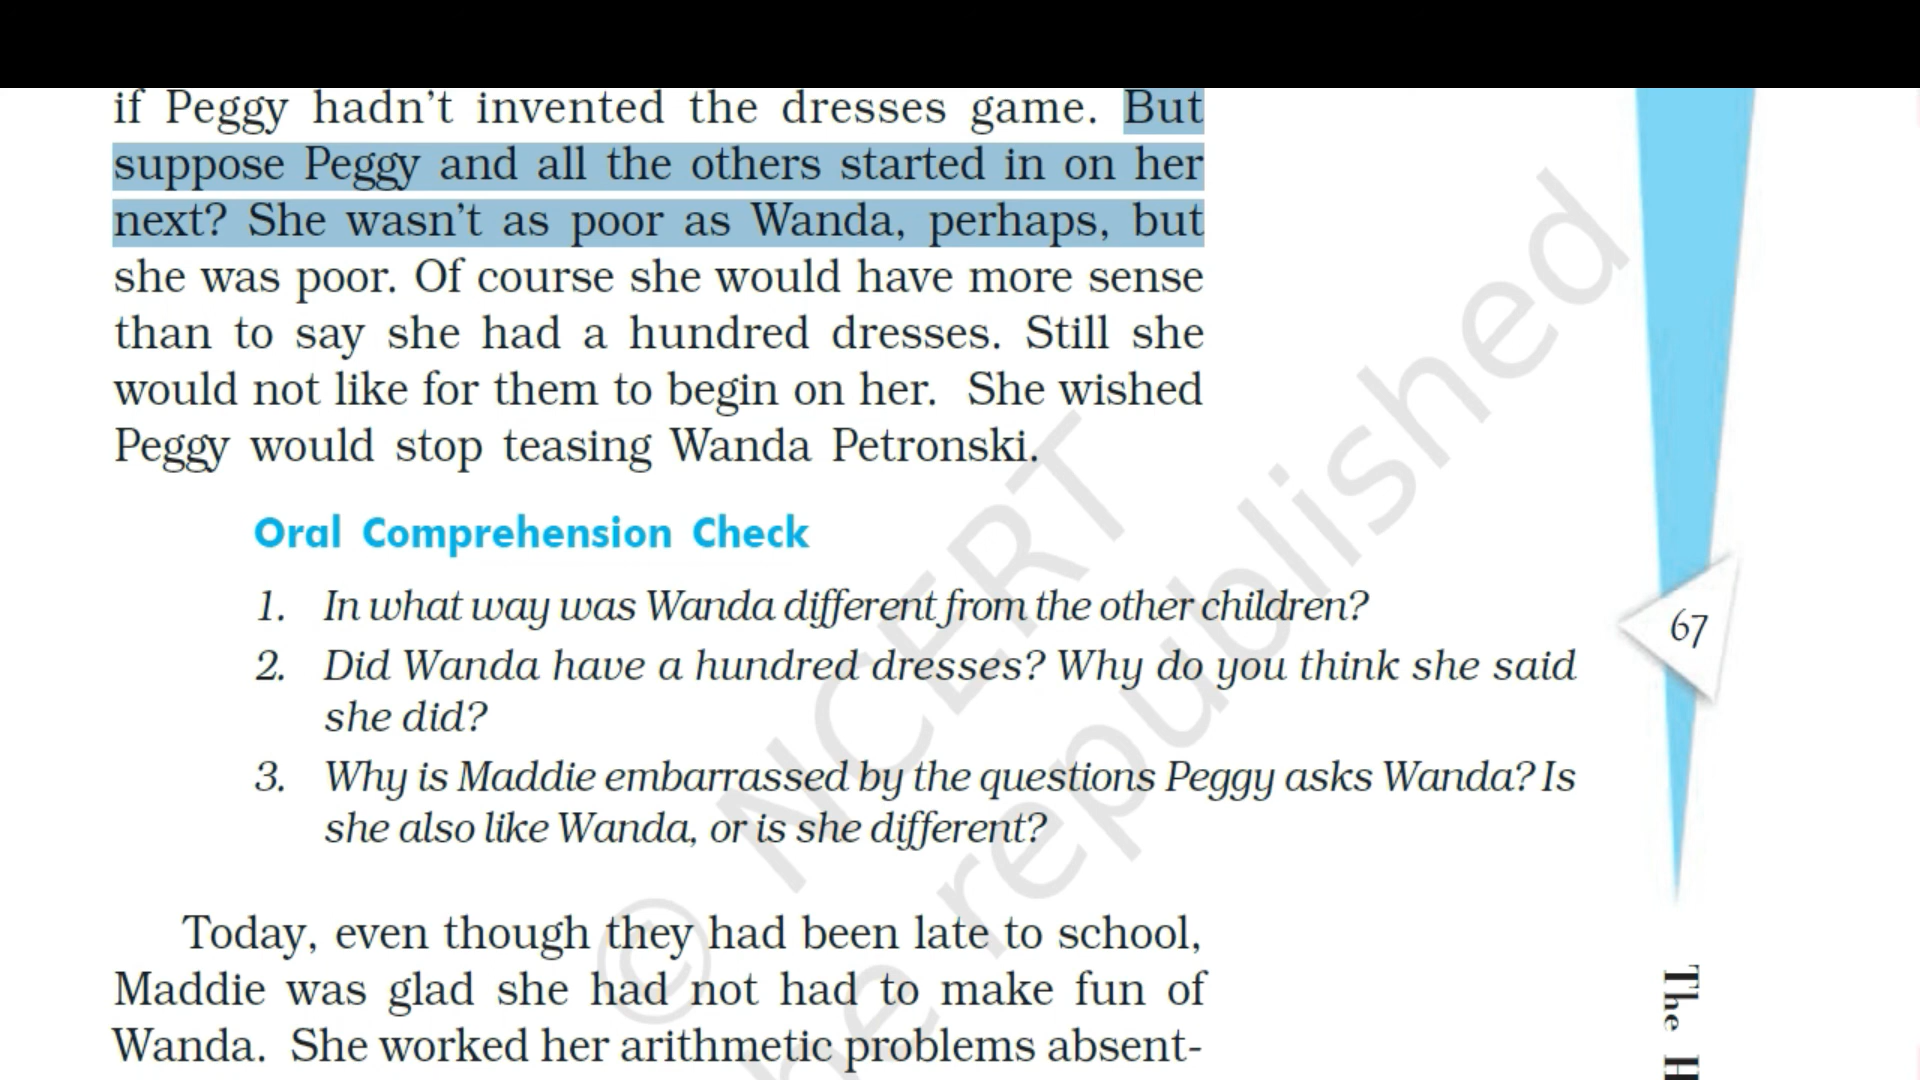 if Peggy hadn’t invented the dresses game. But
suppose Peggy and all the others started in on her
next? She wasn’t as poor as Wanda, perhaps, but
she was poor. Of course she would have more sense
than to say she had a hundred dresses. Still she
would not like for them to begin on her. She wished
Peggy would stop teasing Wanda Petronski.
Oral Comprehension Check
1. In what way was Wanda different from the other children?
2. Did Wanda have a hundred dresses? Why do you think she said
she did?
3. Why is Maddie embarrassed by the questions Peggy asks Wanda? Is
she also like Wanda, or is she different?
67
Today, even though they had been late to school,
Maddie was glad she had not had to make fun of
Wanda. She worked her arithmetic problems absent-
The H
© NCERT
he republished